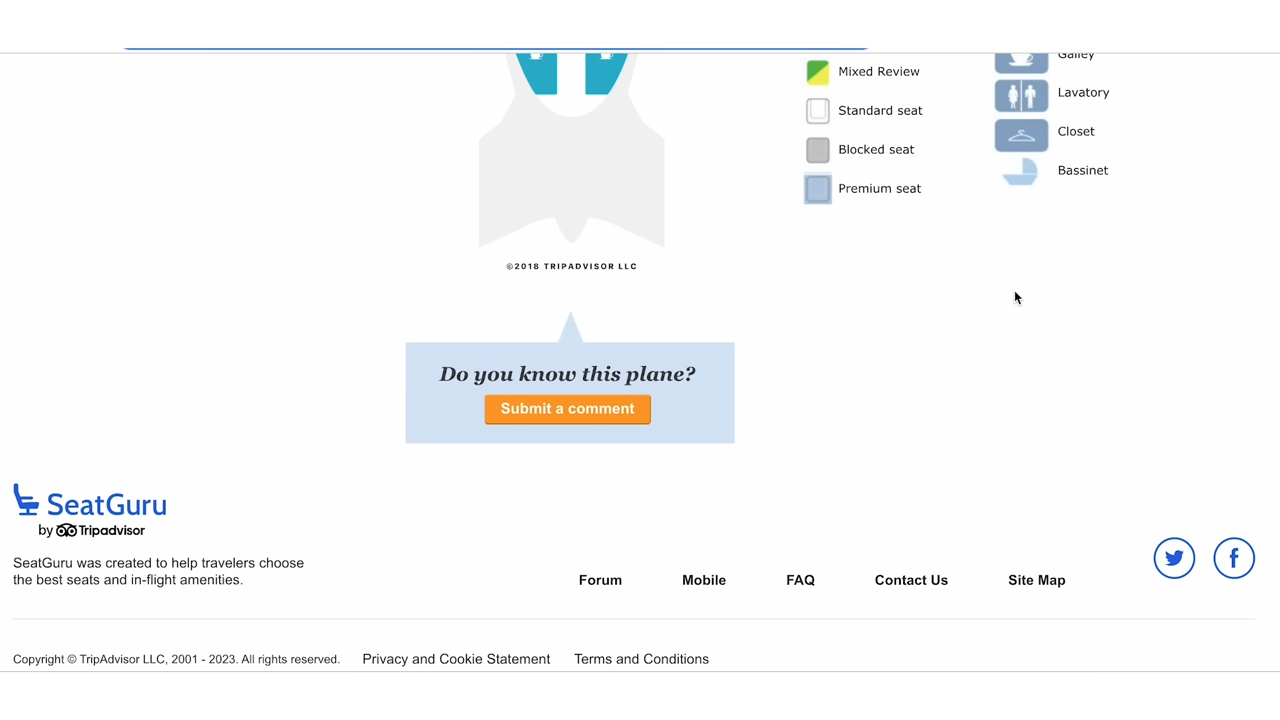 Galley
Mixed Review
Lavatory
Standard seat
Closet
Blocked seat
Bassinet
Premium seat
©2018 TRIPADVISOR LLC
Do you know this plane?
Submit a comment
SeatGuru
by Tripadvisor
SeatGuru was created to help travelers choose
the best seats and in-flight amenities.
Forum Mobile FAQ Contact Us Site Map
Copyright © TripAdvisor LLC, 2001 - 2023. All rights reserved. Privacy and Cookie Statement Terms and Conditions